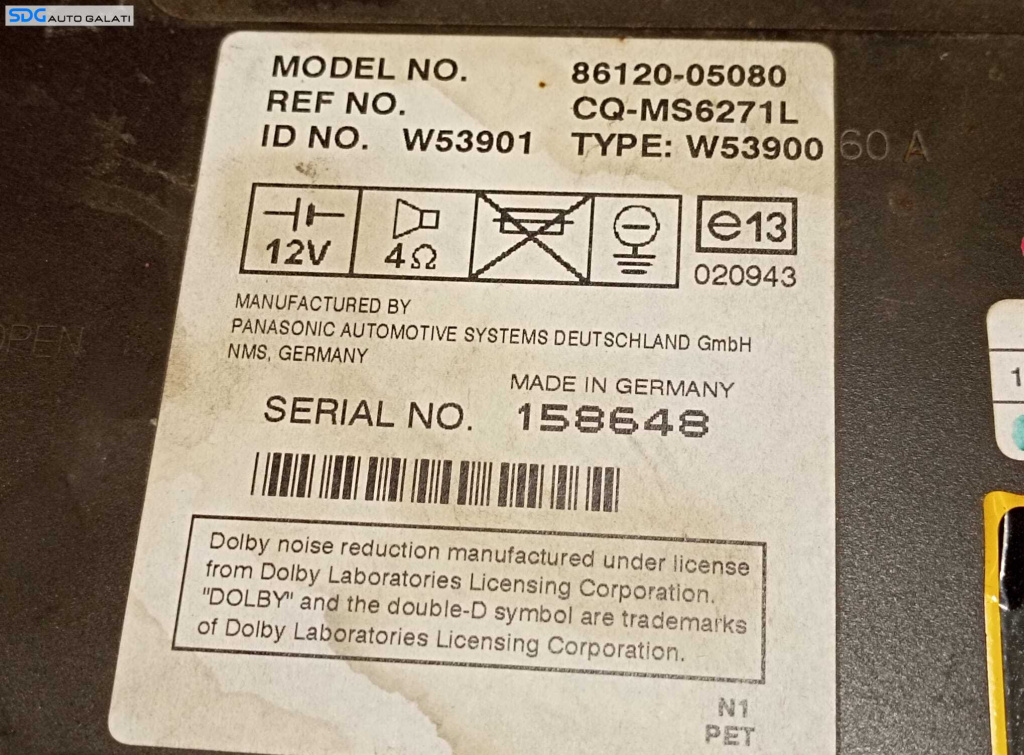 SDG AUTO GALATI
MODEL NO. 86120-05080
REF NO. CQ-MS6271L
ID NO. W53901 TYPE: W53900
60 A
12V 4Ω e13
020943
MANUFACTURED BY
PANASONIC AUTOMOTIVE SYSTEMS DEUTSCHLAND GmbH
NMS, GERMANY
OPEN
MADE IN GERMANY
SERIAL NO. 158648
1
Dolby noise reduction manufactured under license
from Dolby Laboratories Licensing Corporation.
"DOLBY" and the double-D symbol are trademarks
of Dolby Laboratories Licensing Corporation.
N1
PET